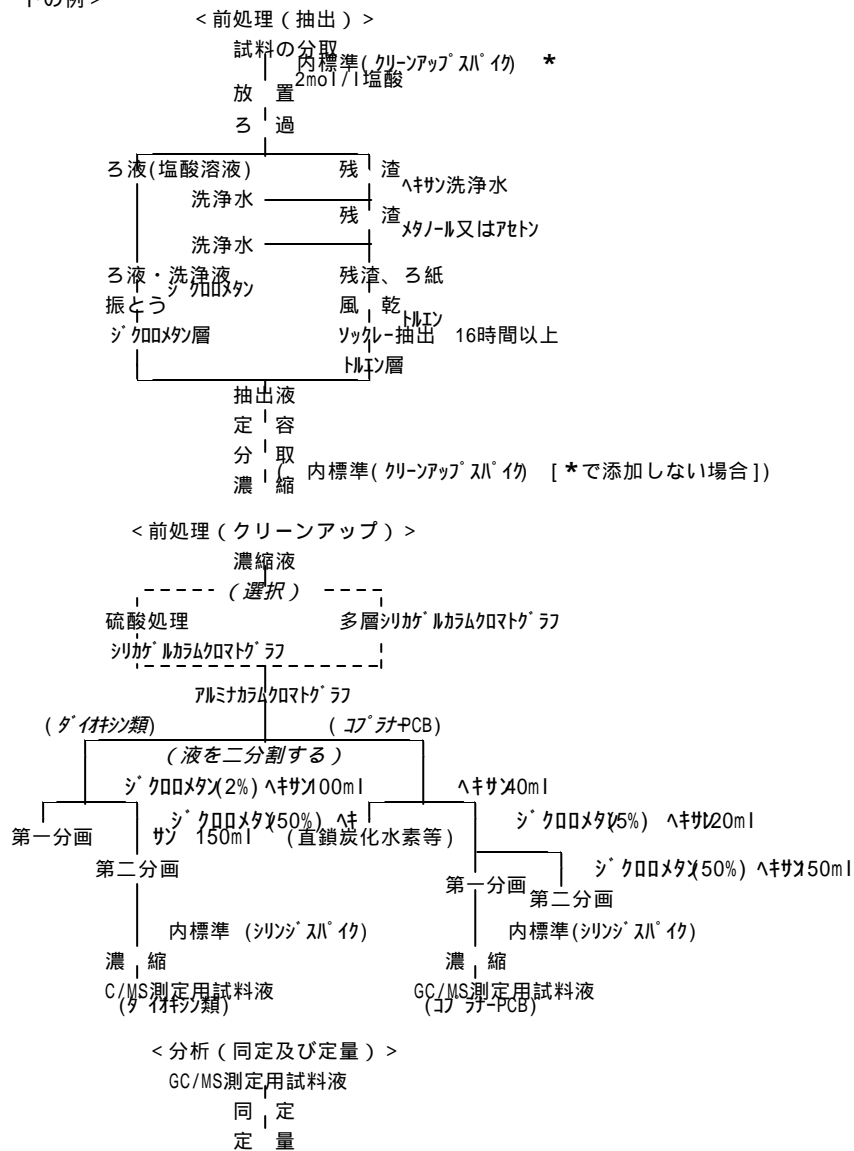 トの例>
<前処理(抽出)>
試料の分取
内標準(クリーンアップスパイク) *
2mol/l塩酸
放 置
ろ 過
ろ液(塩酸溶液) 残 渣
ヘキサン洗浄水
洗浄水
残 渣
メタノール又はアセトン
洗浄水
ろ液・洗浄液 残渣、ろ紙
ジクロロメタン
振とう 風 乾
トルエン
ジクロロメタン層 ソックレー抽出 16時間以上
トルエン層
抽出液
定 容
分 取
( 内標準(クリーンアップスパイク) [*で添加しない場合])
濃 縮
<前処理(クリーンアップ)>
濃縮液
(選択)
硫酸処理 多層シリカゲルカラムクロマトグラフ
シリカゲルカラムクロマトグラフ
アルミナカラムクロマトグラフ
(ダイオキシン類) (コプラナーPCB)
(液を二分割する)
ジクロロメタン(2%)ヘキサン100ml ヘキサン40ml
ジクロロメタン(50%)ヘキ ジクロロメタン(5%) ヘキサン120ml
第一分画 サン 150ml (直鎖炭化水素等)
ジクロロメタン(50%)ヘキサン150ml
第二分画 第一分画
第二分画
内標準 (シリンジスパイク) 内標準(シリンジスパイク)
濃 縮 濃 縮
C/MS測定用試料液 GC/MS測定用試料液
(ダイオキシン類) (コプラナーPCB)
<分析(同定及び定量)>
GC/MS測定用試料液
同 定
定 量